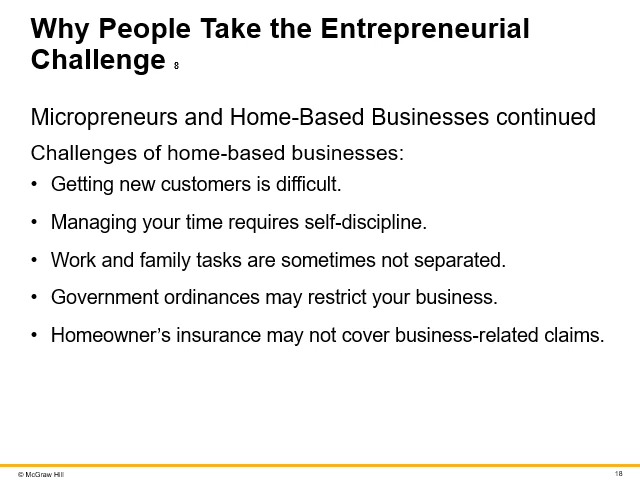 Why People Take the Entrepreneurial
Challenge 8
Micropreneurs and Home-Based Businesses continued
Challenges of home-based businesses:
• Getting new customers is difficult.
• Managing your time requires self-discipline.
• Work and family tasks are sometimes not separated.
• Government ordinances may restrict your business.
• Homeowner’s insurance may not cover business-related claims.
© McGraw Hill
18